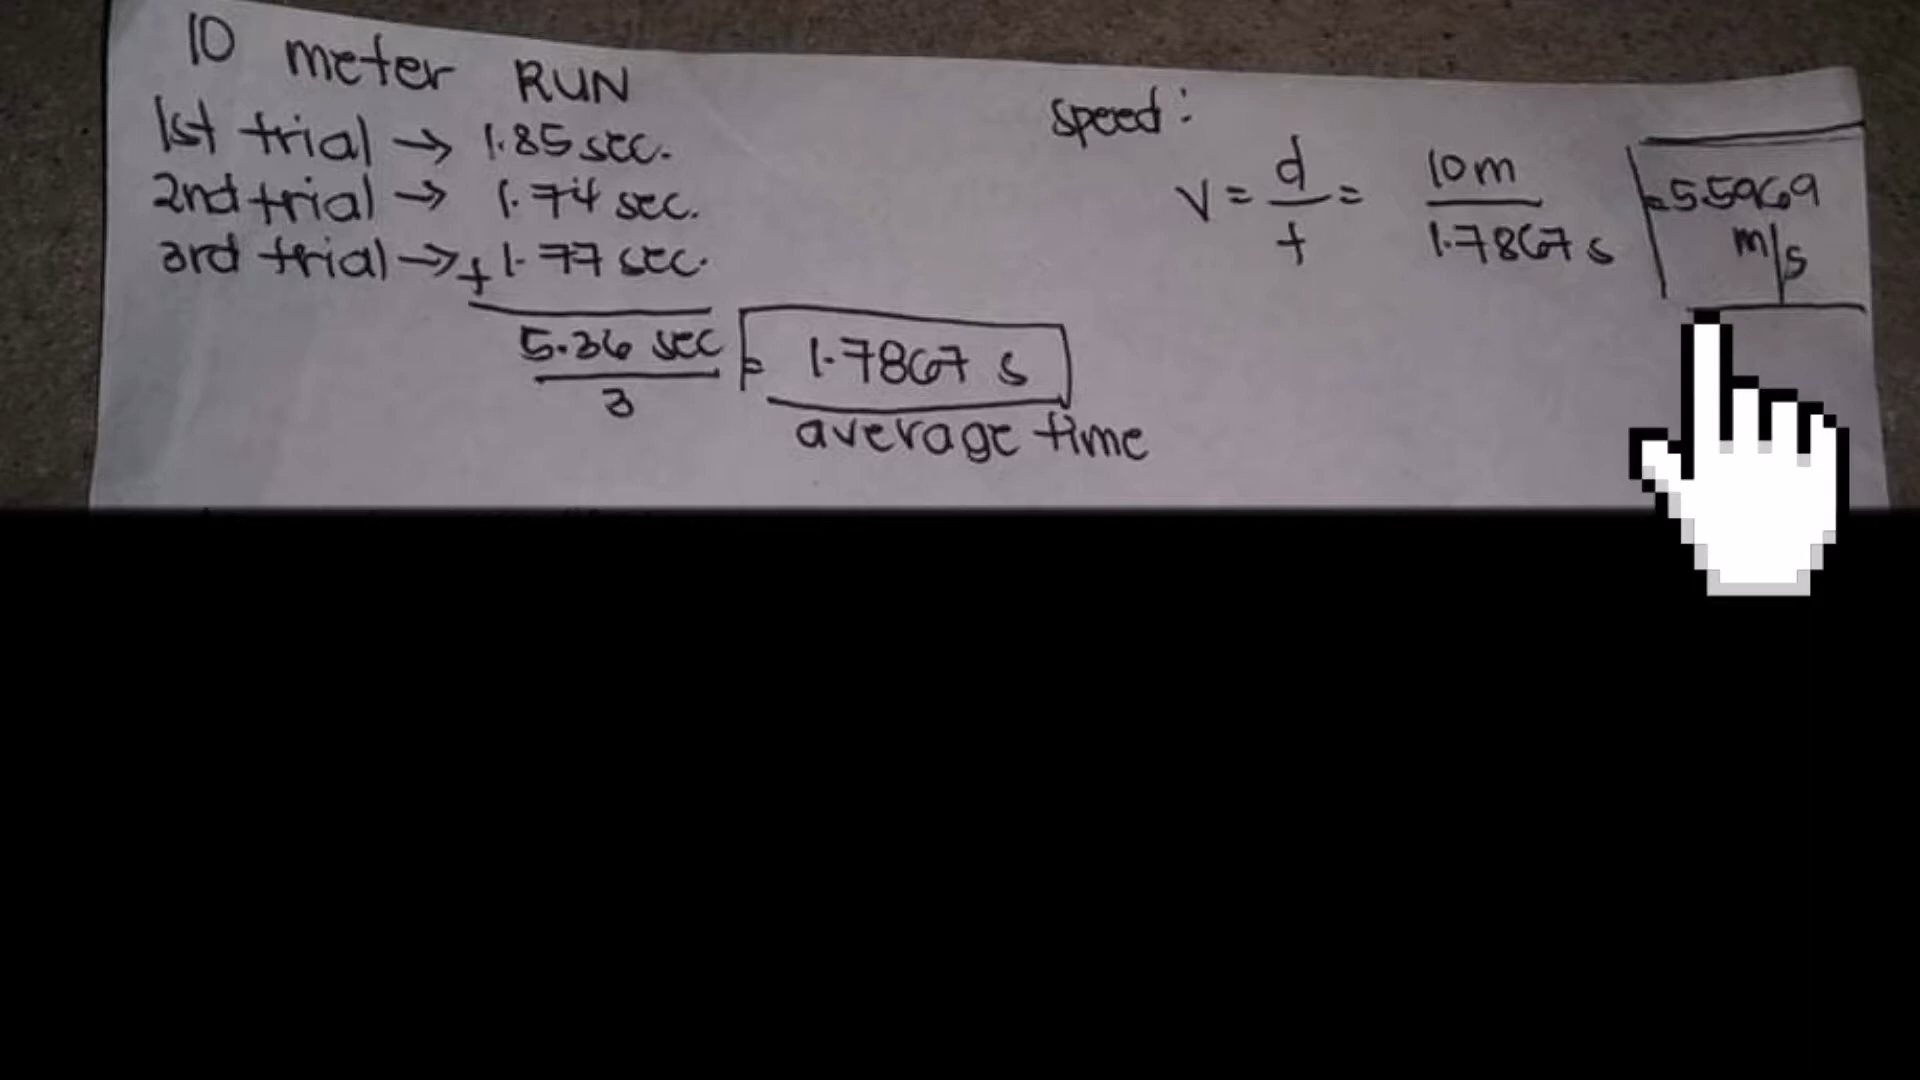 10 meter RUN
1st trial → 1.85 sec.
2nd trial → 1.74 sec.
3rd trial → + 1.77 sec.
5.36 sec
3
= 1.7867 s
average time
speed :
V = d/t = 10m/1.7867 s = 5.5969
m/s